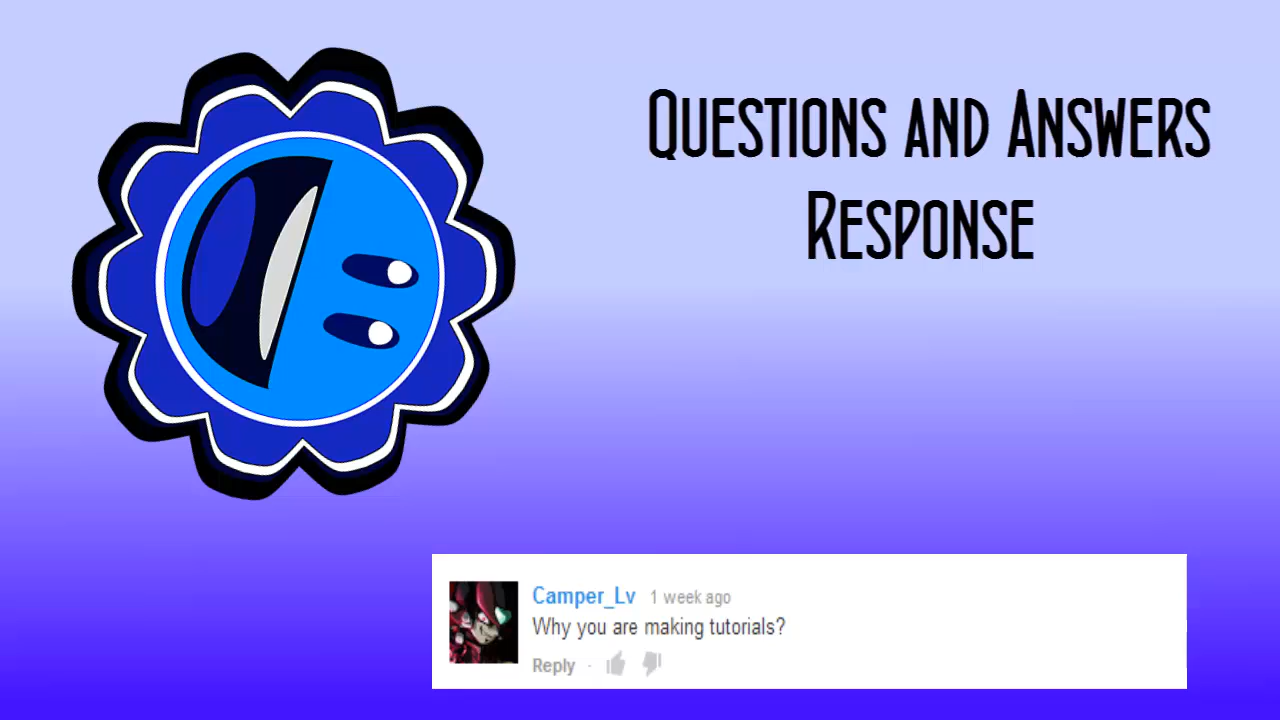 Questions and Answers
Response
Camper_Lv 1 week ago
Why you are making tutorials?
Reply ·